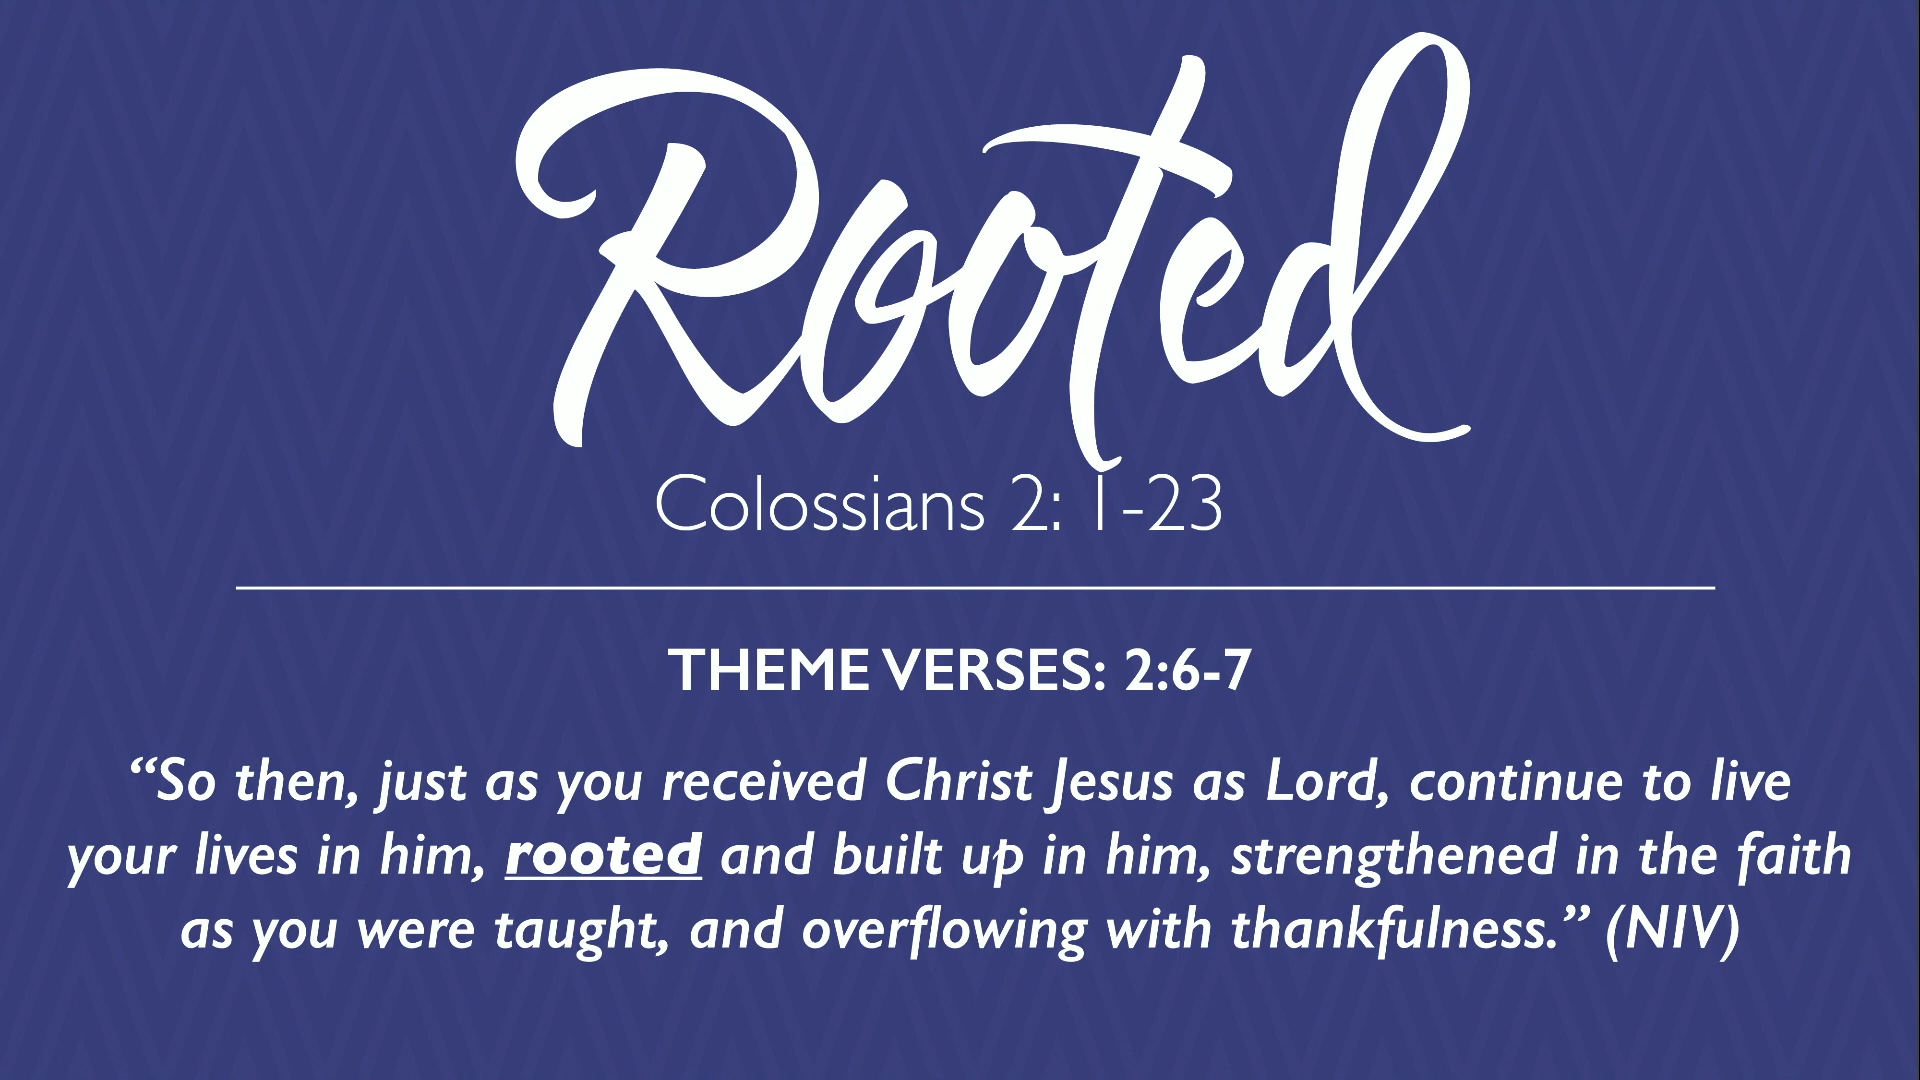 Rooted
Colossians 2: 1-23
THEME VERSES: 2:6-7
“So then, just as you received Christ Jesus as Lord, continue to live
your lives in him, rooted and built up in him, strengthened in the faith
as you were taught, and overflowing with thankfulness.” (NIV)